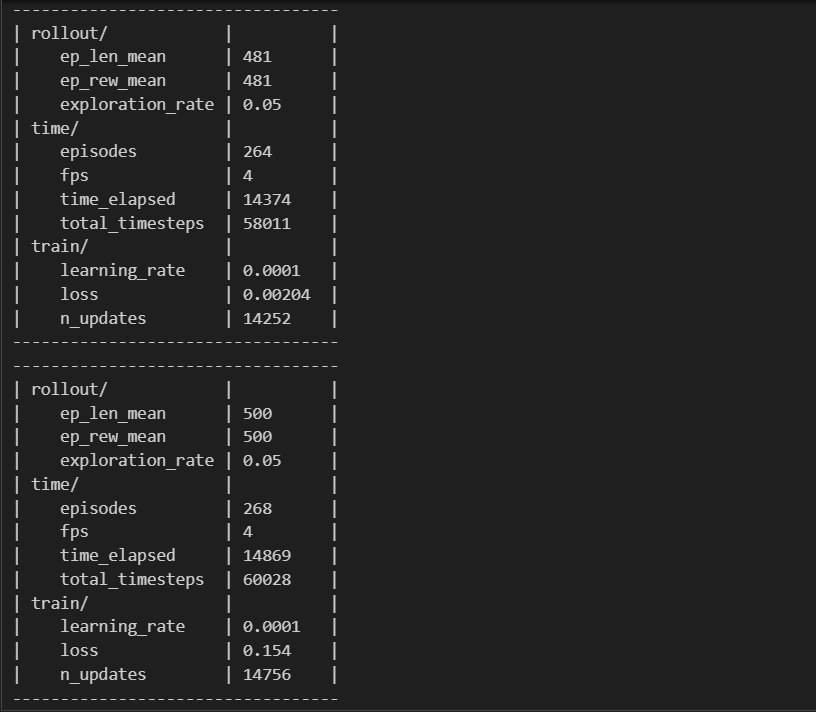 ----------------------------------
| rollout/            |          |
|    ep_len_mean      | 481      |
|    ep_rew_mean      | 481      |
|    exploration_rate | 0.05     |
| time/               |          |
|    episodes         | 264      |
|    fps              | 4        |
|    time_elapsed     | 14374    |
|    total_timesteps  | 58011    |
| train/              |          |
|    learning_rate    | 0.0001   |
|    loss             | 0.00204  |
|    n_updates        | 14252    |
----------------------------------
----------------------------------
| rollout/            |          |
|    ep_len_mean      | 500      |
|    ep_rew_mean      | 500      |
|    exploration_rate | 0.05     |
| time/               |          |
|    episodes         | 268      |
|    fps              | 4        |
|    time_elapsed     | 14869    |
|    total_timesteps  | 60028    |
| train/              |          |
|    learning_rate    | 0.0001   |
|    loss             | 0.154    |
|    n_updates        | 14756    |
----------------------------------